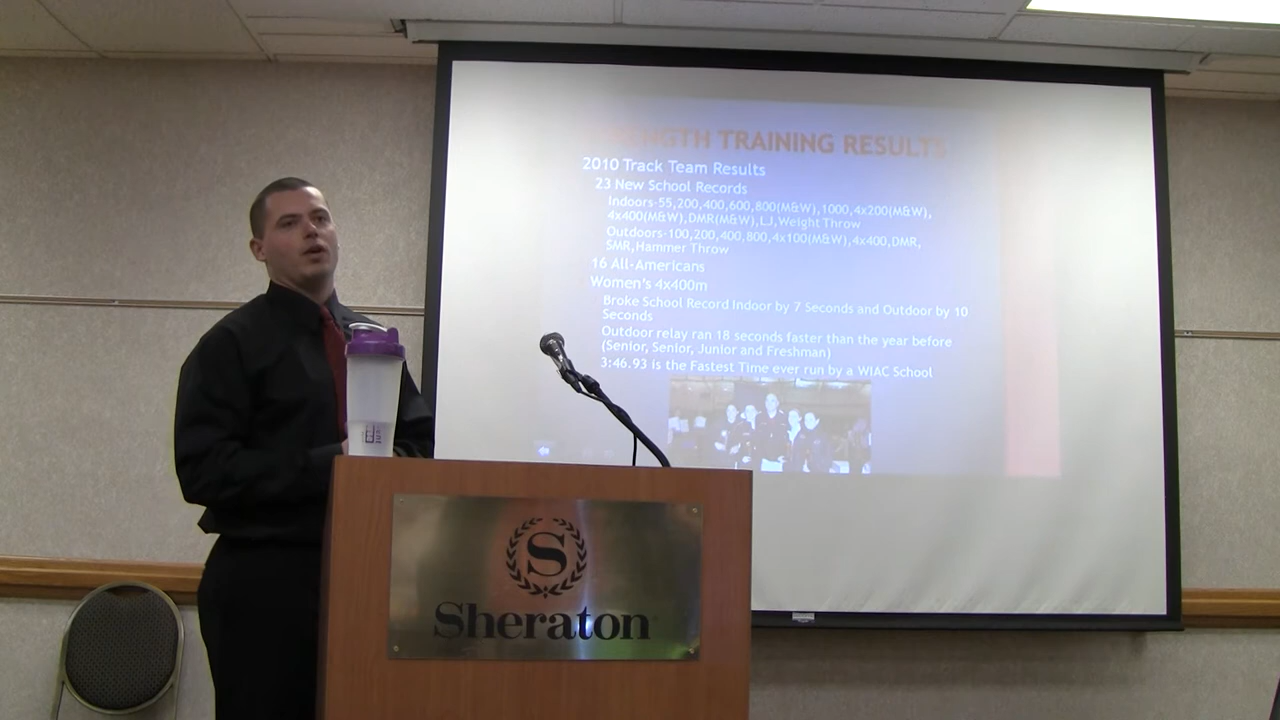 STRENGTH TRAINING RESULTS
2010 Track Team Results
23 New School Records
Indoors-55,200,400,600,800(M&W),1000,4x200(M&W),
4x400(M&W),DMR(M&W),LJ,Weight Throw
Outdoors-100,200,400,800,4x100(M&W),4x400,DMR,
SMR,Hammer Throw
16 All-Americans
Women's 4x400m
Broke School Record Indoor by 7 Seconds and Outdoor by 10
Seconds
Outdoor relay ran 18 seconds faster than the year before
(Senior, Senior, Junior and Freshman)
3:46.93 is the Fastest Time ever run by a WIAC School
S
Sheraton